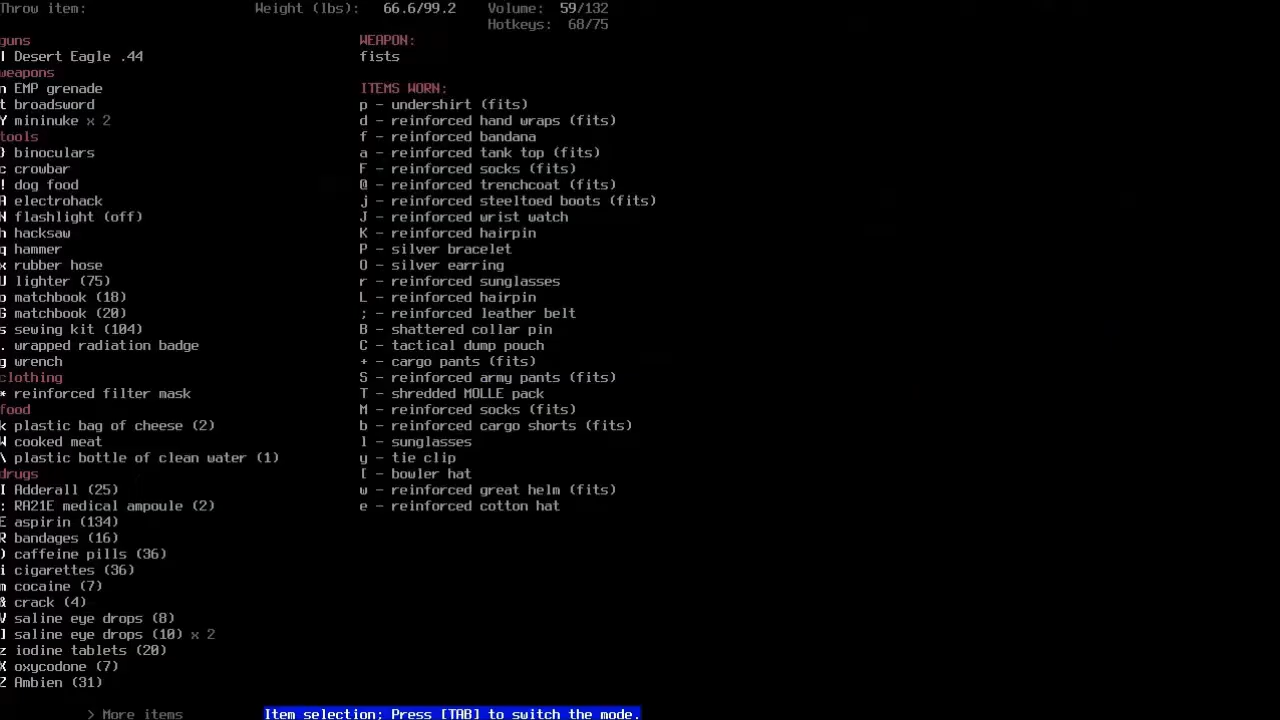 Throw item: Weight (lbs): 66.6/99.2 Volume: 59/132
Hotkeys: 68/75
guns
l Desert Eagle .44
weapons
n EMP grenade
t broadsword
Y mininuke x 2
tools
} binoculars
c crowbar
! dog food
A electrohack
N flashlight (off)
h hacksaw
q hammer
x rubber hose
U lighter (75)
o matchbook (18)
G matchbook (20)
s sewing kit (104)
. wrapped radiation badge
g wrench
clothing
* reinforced filter mask
food
k plastic bag of cheese (2)
W cooked meat
\ plastic bottle of clean water (1)
drugs
I Adderall (25)
: RA21E medical ampoule (2)
E aspirin (134)
R bandages (16)
) caffeine pills (36)
i cigarettes (36)
m cocaine (7)
& crack (4)
V saline eye drops (8)
] saline eye drops (10) x 2
z iodine tablets (20)
X oxycodone (7)
Z Ambien (31)
> More items
WEAPON:
fists
ITEMS WORN:
p - undershirt (fits)
d - reinforced hand wraps (fits)
f - reinforced bandana
a - reinforced tank top (fits)
F - reinforced socks (fits)
@ - reinforced trenchcoat (fits)
j - reinforced steeltoed boots (fits)
J - reinforced wrist watch
K - reinforced hairpin
P - silver bracelet
O - silver earring
r - reinforced sunglasses
L - reinforced hairpin
; - reinforced leather belt
B - shattered collar pin
C - tactical dump pouch
+ - cargo pants (fits)
S - reinforced army pants (fits)
T - shredded MOLLE pack
M - reinforced socks (fits)
b - reinforced cargo shorts (fits)
l - sunglasses
y - tie clip
[ - bowler hat
w - reinforced great helm (fits)
e - reinforced cotton hat
Item selection; Press [TAB] to switch the mode.